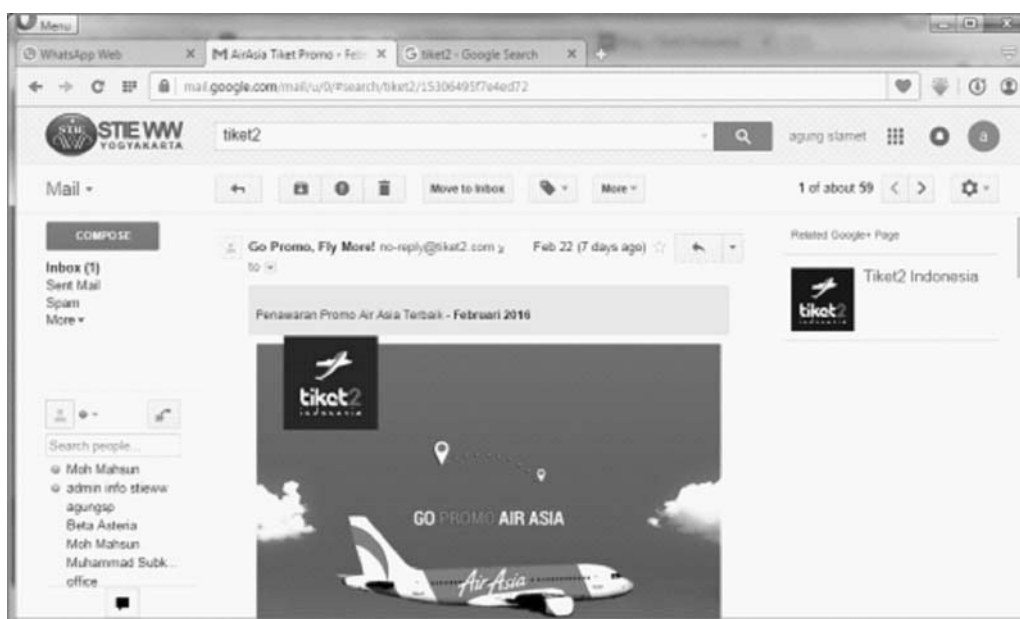 Menu
WhatsApp Web
AirAsia Tiket Promo - Feb
tiket2 - Google Search
mail.google.com/mail/u/0/#search/tiket2/15306495f7e4ed72
STIE WW
YOGYAKARTA
tiket2
agung slamet
a
Mail
Move to Inbox
More
1 of about 59
COMPOSE
Inbox (1)
Sent Mail
Spam
More
Go Promo, Fly More! no-reply@tiket2.com
Feb 22 (7 days ago)
to
Related Google+ Page
Tiket2 Indonesia
tiket2
indonesia
Penawaran Promo Air Asia Terbaik - Februari 2016
tiket2
indonesia
GO PROMO AIR ASIA
AirAsia
Search people...
Moh Mahsun
admin info stieww
agungsp
Beta Asteria
Moh Mahsun
Muhammad Subk...
office